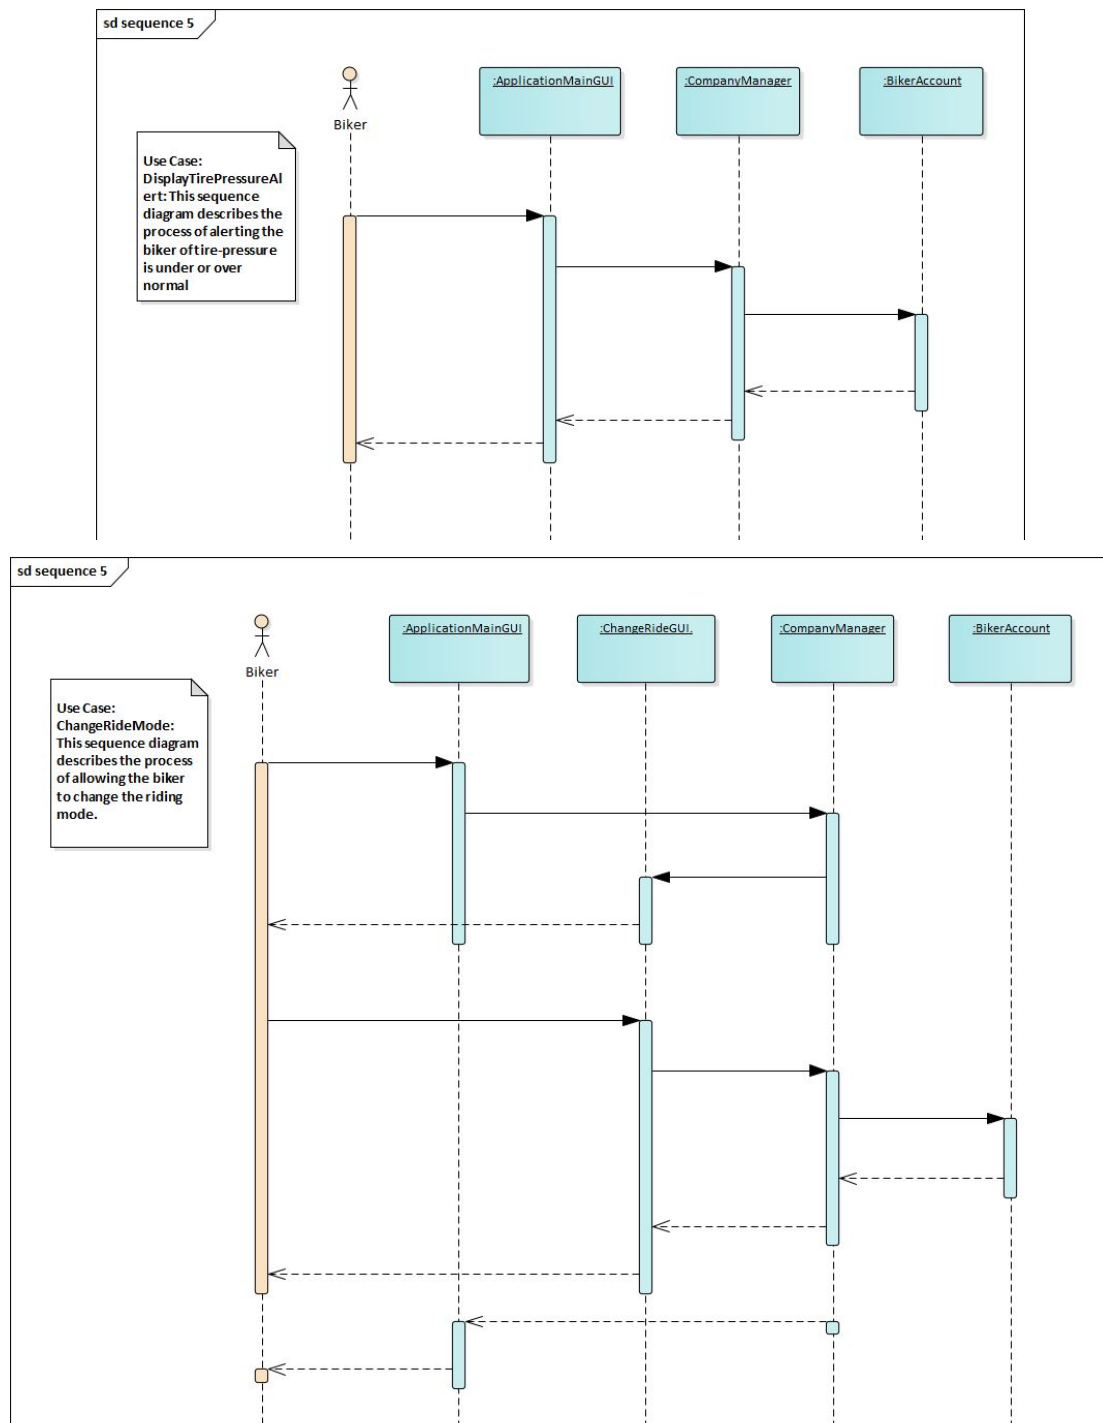 sd sequence 5
:ApplicationMainGUI
:CompanyManager
:BikerAccount
Biker
Use Case:
DisplayTirePressureAl
ert: This sequence
diagram describes the
process of alerting the
biker of tire-pressure
is under or over
normal
sd sequence 5
:ApplicationMainGUI
:ChangeRideGUI.
:CompanyManager
:BikerAccount
Biker
Use Case:
ChangeRideMode:
This sequence diagram
describes the process
of allowing the biker
to change the riding
mode.